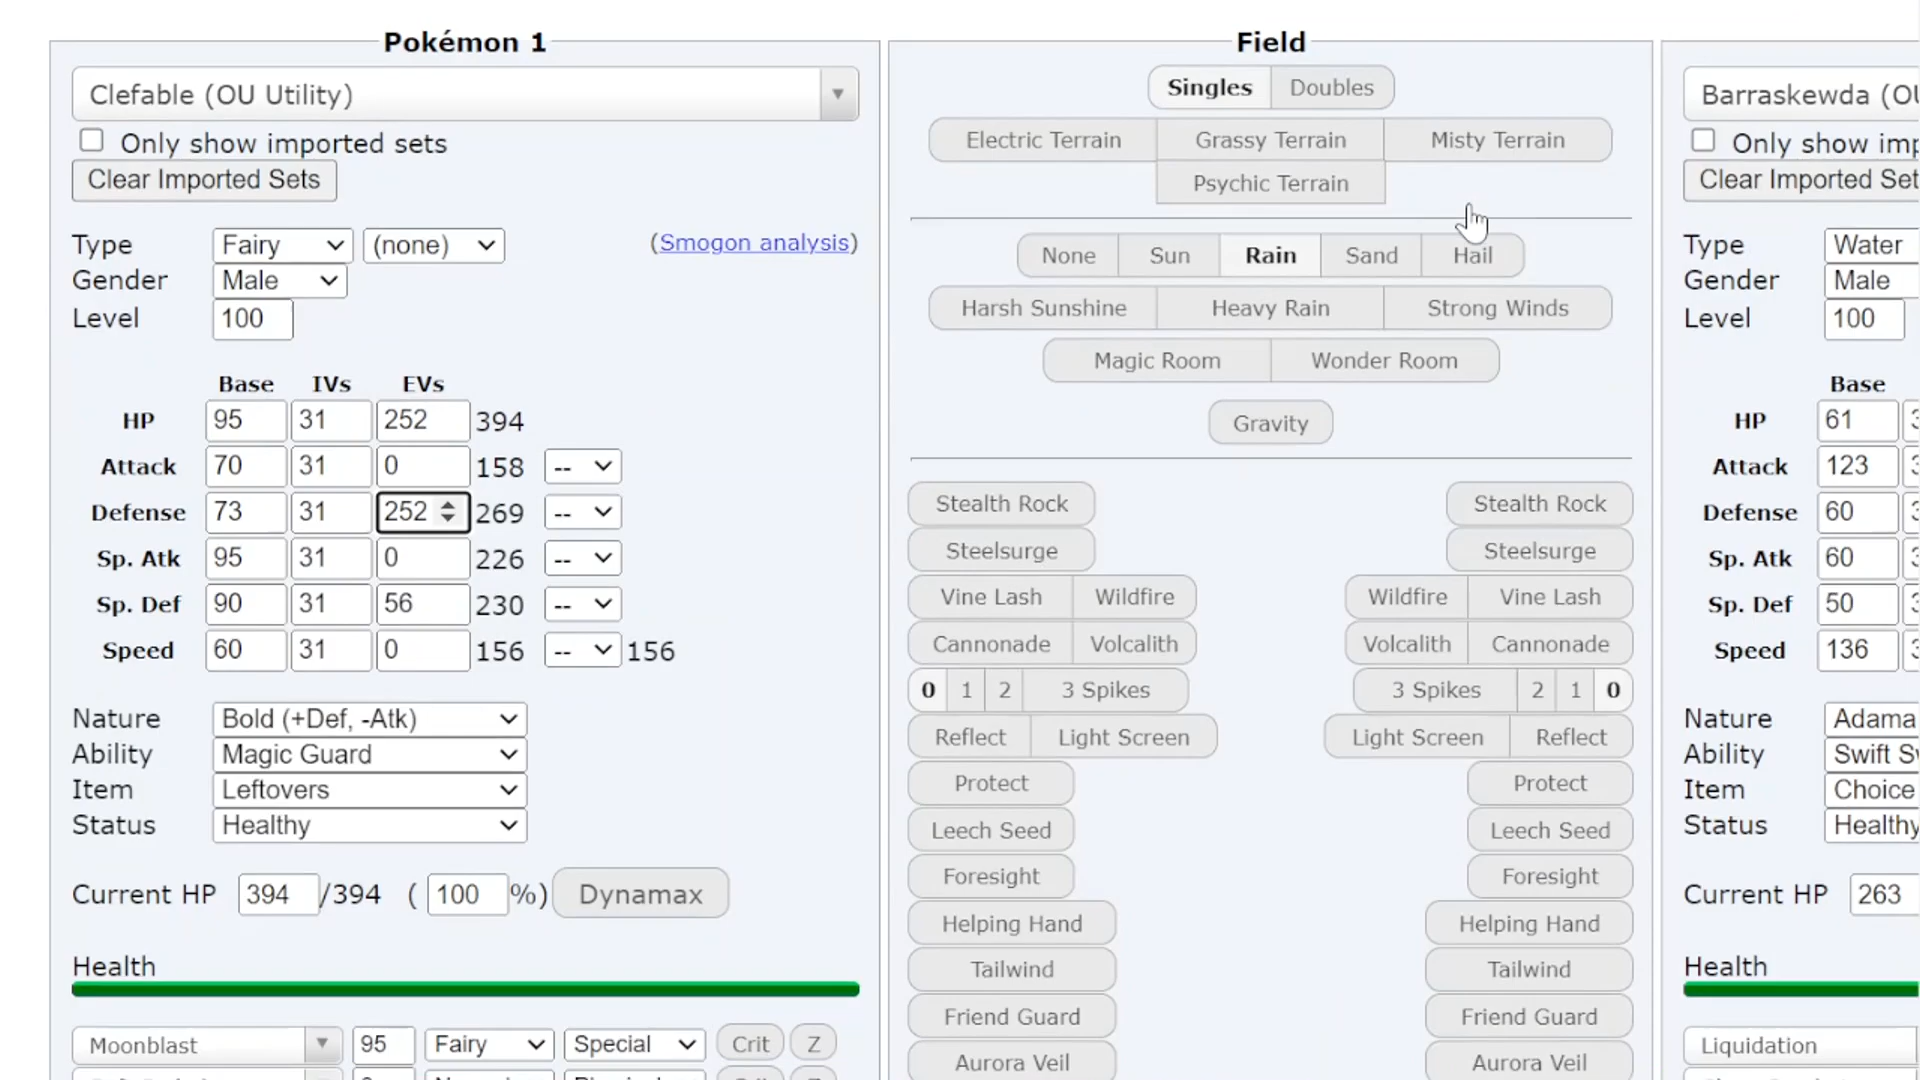 Pokémon 1
Clefable (OU Utility)
Only show imported sets
Clear Imported Sets
Type Fairy (none) (Smogon analysis)
Gender Male
Level 100
Base IVs EVs
HP 95 31 252 394
Attack 70 31 0 158 --
Defense 73 31 252 269 --
Sp. Atk 95 31 0 226 --
Sp. Def 90 31 56 230 --
Speed 60 31 0 156 -- 156
Nature Bold (+Def, -Atk)
Ability Magic Guard
Item Leftovers
Status Healthy
Current HP 394 /394 ( 100 %) Dynamax
Health
Moonblast 95 Fairy Special Crit Z
Field
Singles Doubles
Electric Terrain Grassy Terrain Misty Terrain
Psychic Terrain
None Sun Rain Sand Hail
Harsh Sunshine Heavy Rain Strong Winds
Magic Room Wonder Room
Gravity
Stealth Rock Stealth Rock
Steelsurge Steelsurge
Vine Lash Wildfire Wildfire Vine Lash
Cannonade Volcalith Volcalith Cannonade
0 1 2 3 Spikes 3 Spikes 2 1 0
Reflect Light Screen Light Screen Reflect
Protect Protect
Leech Seed Leech Seed
Foresight Foresight
Helping Hand Helping Hand
Tailwind Tailwind
Friend Guard Friend Guard
Aurora Veil Aurora Veil
Barraskewda (OU
Only show imp
Clear Imported Set
Type Water
Gender Male
Level 100
Base
HP 61 3
Attack 123 3
Defense 60 3
Sp. Atk 60 3
Sp. Def 50 3
Speed 136 3
Nature Adama
Ability Swift Sw
Item Choice
Status Healthy
Current HP 263
Health
Liquidation